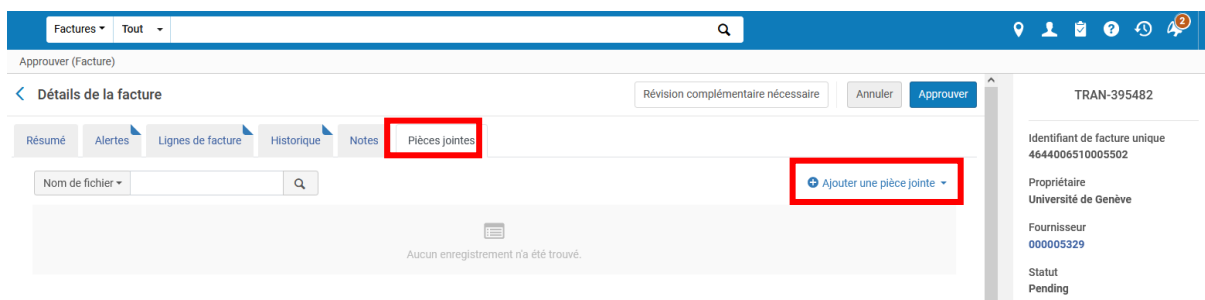 Factures Tout
2
Approuver (Facture)
Détails de la facture Révision complémentaire nécessaire Annuler Approuver
Résumé Alertes Lignes de facture Historique Notes Pièces jointes
Nom de fichier Ajouter une pièce jointe
Aucun enregistrement n'a été trouvé.
TRAN-395482
Identifiant de facture unique
4644006510005502
Propriétaire
Université de Genève
Fournisseur
000005329
Statut
Pending